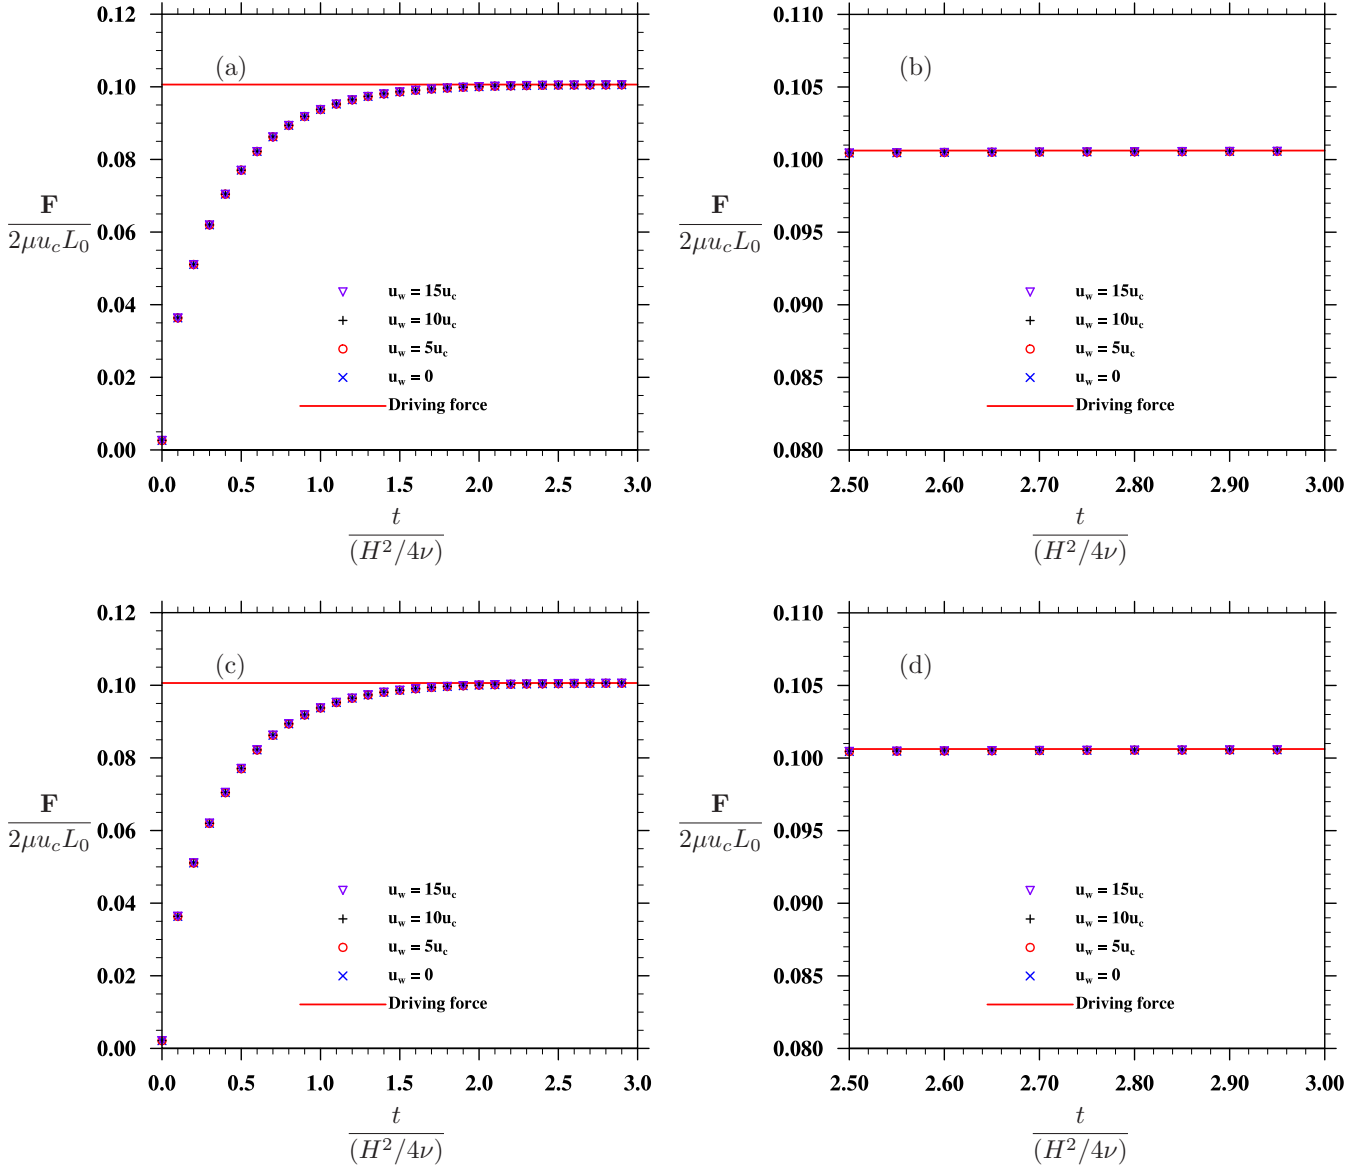 0.12
0.10
0.08
0.06
0.04
0.02
0.00
(a)
F
2μu_cL_0
u_w = 15u_c
u_w = 10u_c
u_w = 5u_c
u_w = 0
Driving force
0.0 0.5 1.0 1.5 2.0 2.5 3.0
t
(H²/4ν)
0.110
0.105
0.100
0.095
0.090
0.085
0.080
(b)
F
2μu_cL_0
u_w = 15u_c
u_w = 10u_c
u_w = 5u_c
u_w = 0
Driving force
2.50 2.60 2.70 2.80 2.90 3.00
t
(H²/4ν)
0.12
0.10
0.08
0.06
0.04
0.02
0.00
(c)
F
2μu_cL_0
u_w = 15u_c
u_w = 10u_c
u_w = 5u_c
u_w = 0
Driving force
0.0 0.5 1.0 1.5 2.0 2.5 3.0
t
(H²/4ν)
0.110
0.105
0.100
0.095
0.090
0.085
0.080
(d)
F
2μu_cL_0
u_w = 15u_c
u_w = 10u_c
u_w = 5u_c
u_w = 0
Driving force
2.50 2.60 2.70 2.80 2.90 3.00
t
(H²/4ν)